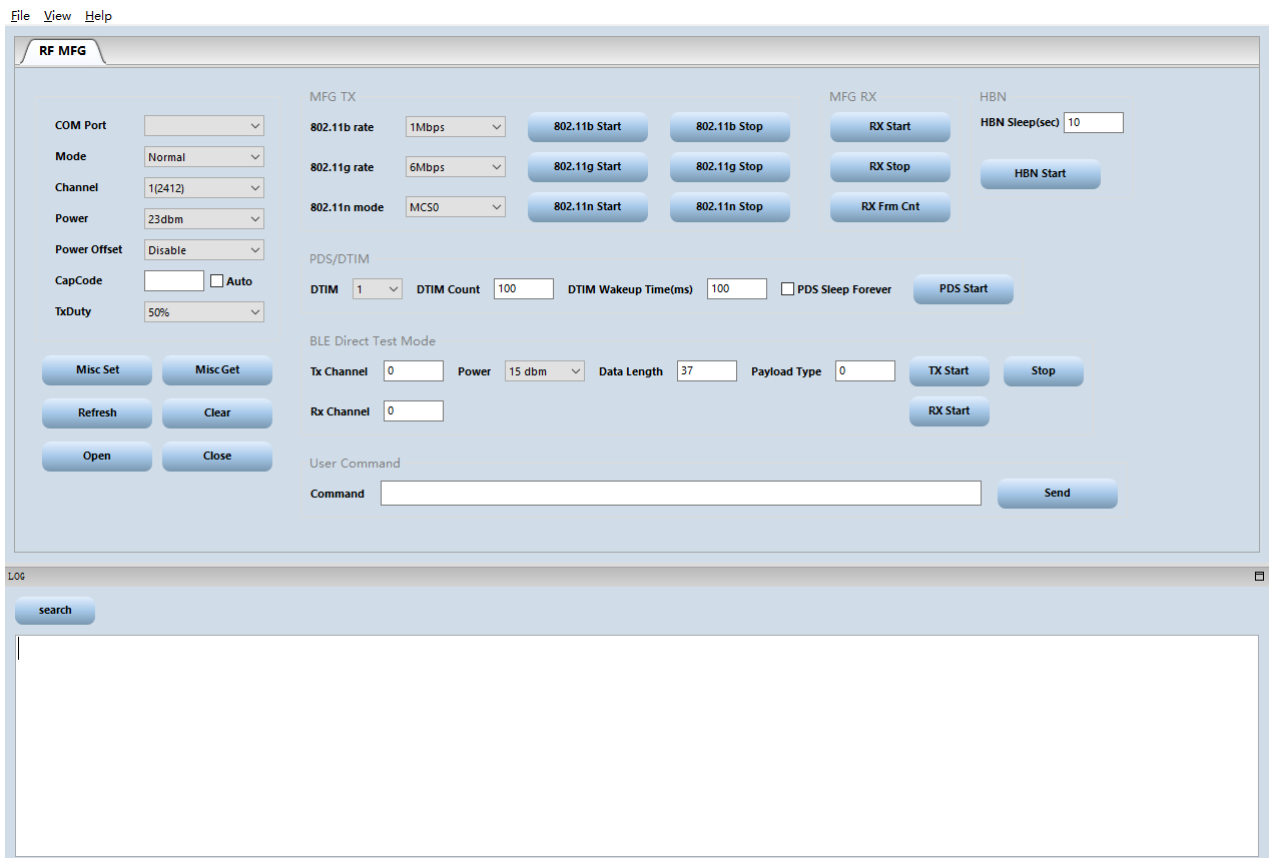 File View Help
RF MFG
COM Port
Mode Normal
Channel 1(2412)
Power 23dbm
Power Offset Disable
CapCode Auto
TxDuty 50%
Misc Set Misc Get
Refresh Clear
Open Close
MFG TX
802.11b rate 1Mbps 802.11b Start 802.11b Stop
802.11g rate 6Mbps 802.11g Start 802.11g Stop
802.11n mode MCS0 802.11n Start 802.11n Stop
MFG RX
RX Start
RX Stop
RX Frm Cnt
HBN
HBN Sleep(sec) 10
HBN Start
PDS/DTIM
DTIM 1 DTIM Count 100 DTIM Wakeup Time(ms) 100 PDS Sleep Forever PDS Start
BLE Direct Test Mode
Tx Channel 0 Power 15 dbm Data Length 37 Payload Type 0 TX Start Stop
Rx Channel 0 RX Start
User Command
Command Send
LOG
search